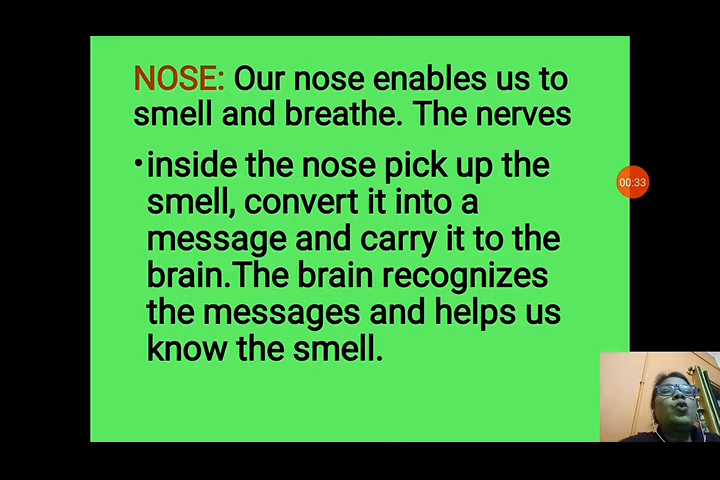 NOSE: Our nose enables us to
smell and breathe. The nerves
•inside the nose pick up the
smell, convert it into a
message and carry it to the
brain.The brain recognizes
the messages and helps us
know the smell.
00:33